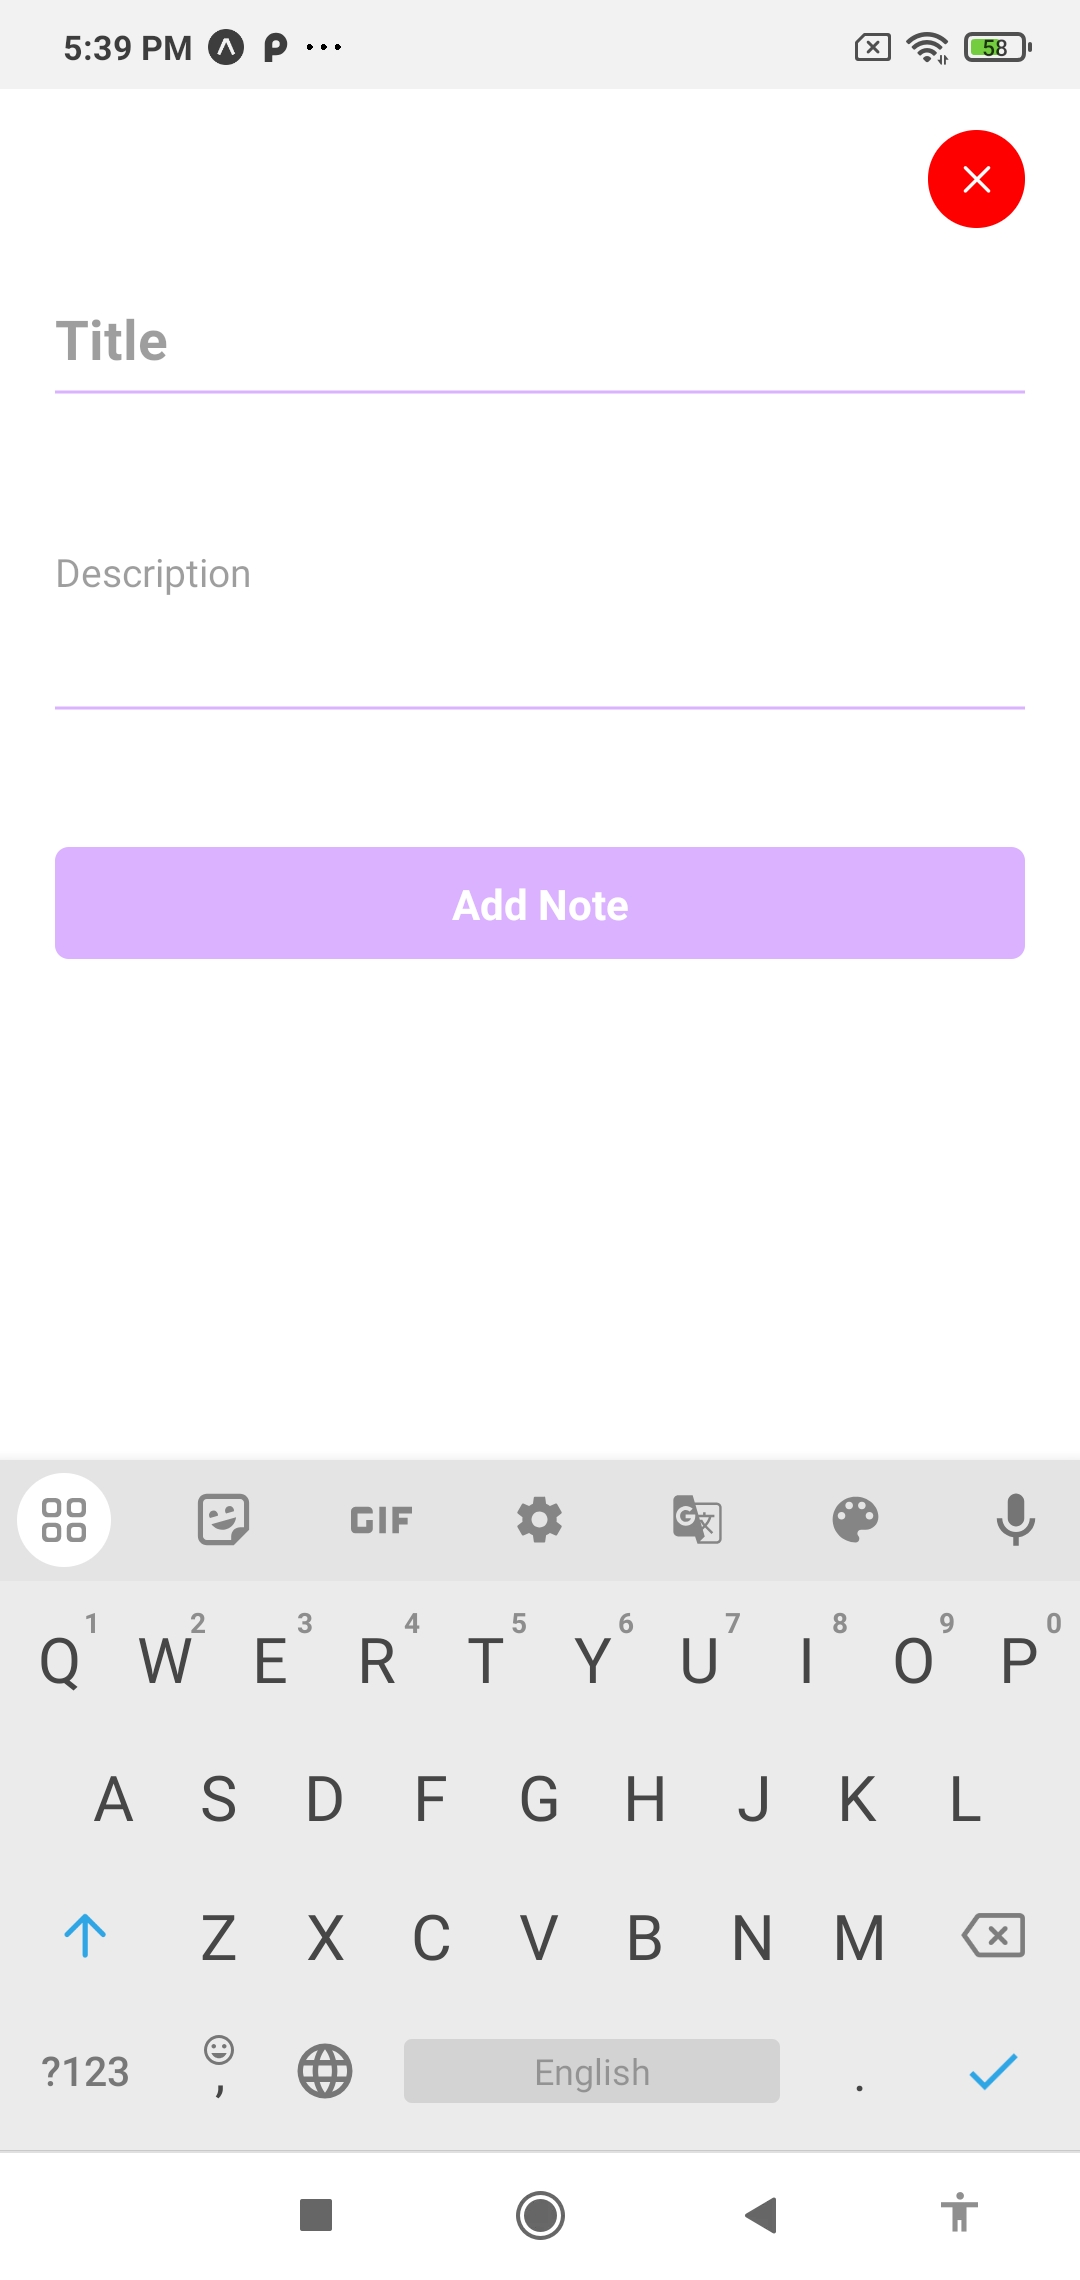 5:39 PM
58
Title
Description
Add Note
GIF
Q 1 W 2 E 3 R 4 T 5 Y 6 U 7 I 8 O 9 P 0
A S D F G H J K L
Z X C V B N M
?123 , English .